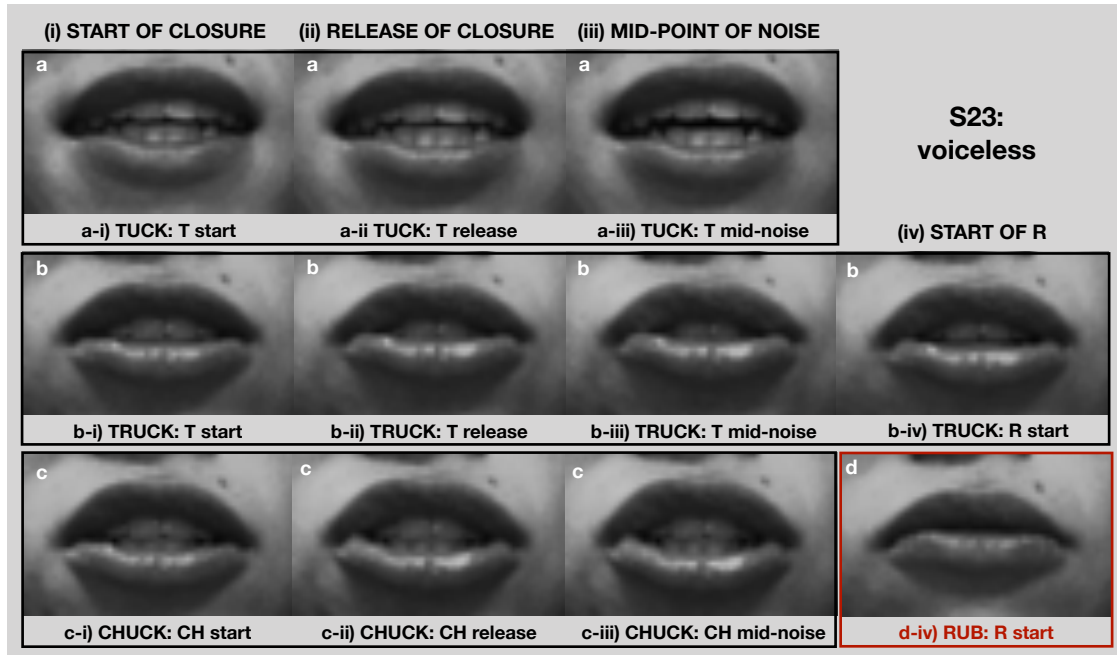 (i) START OF CLOSURE (ii) RELEASE OF CLOSURE (iii) MID-POINT OF NOISE
a a a
S23:
voiceless
a-i) TUCK: T start a-ii TUCK: T release a-iii) TUCK: T mid-noise
(iv) START OF R
b b b b
b-i) TRUCK: T start b-ii) TRUCK: T release b-iii) TRUCK: T mid-noise b-iv) TRUCK: R start
c c c d
c-i) CHUCK: CH start c-ii) CHUCK: CH release c-iii) CHUCK: CH mid-noise d-iv) RUB: R start